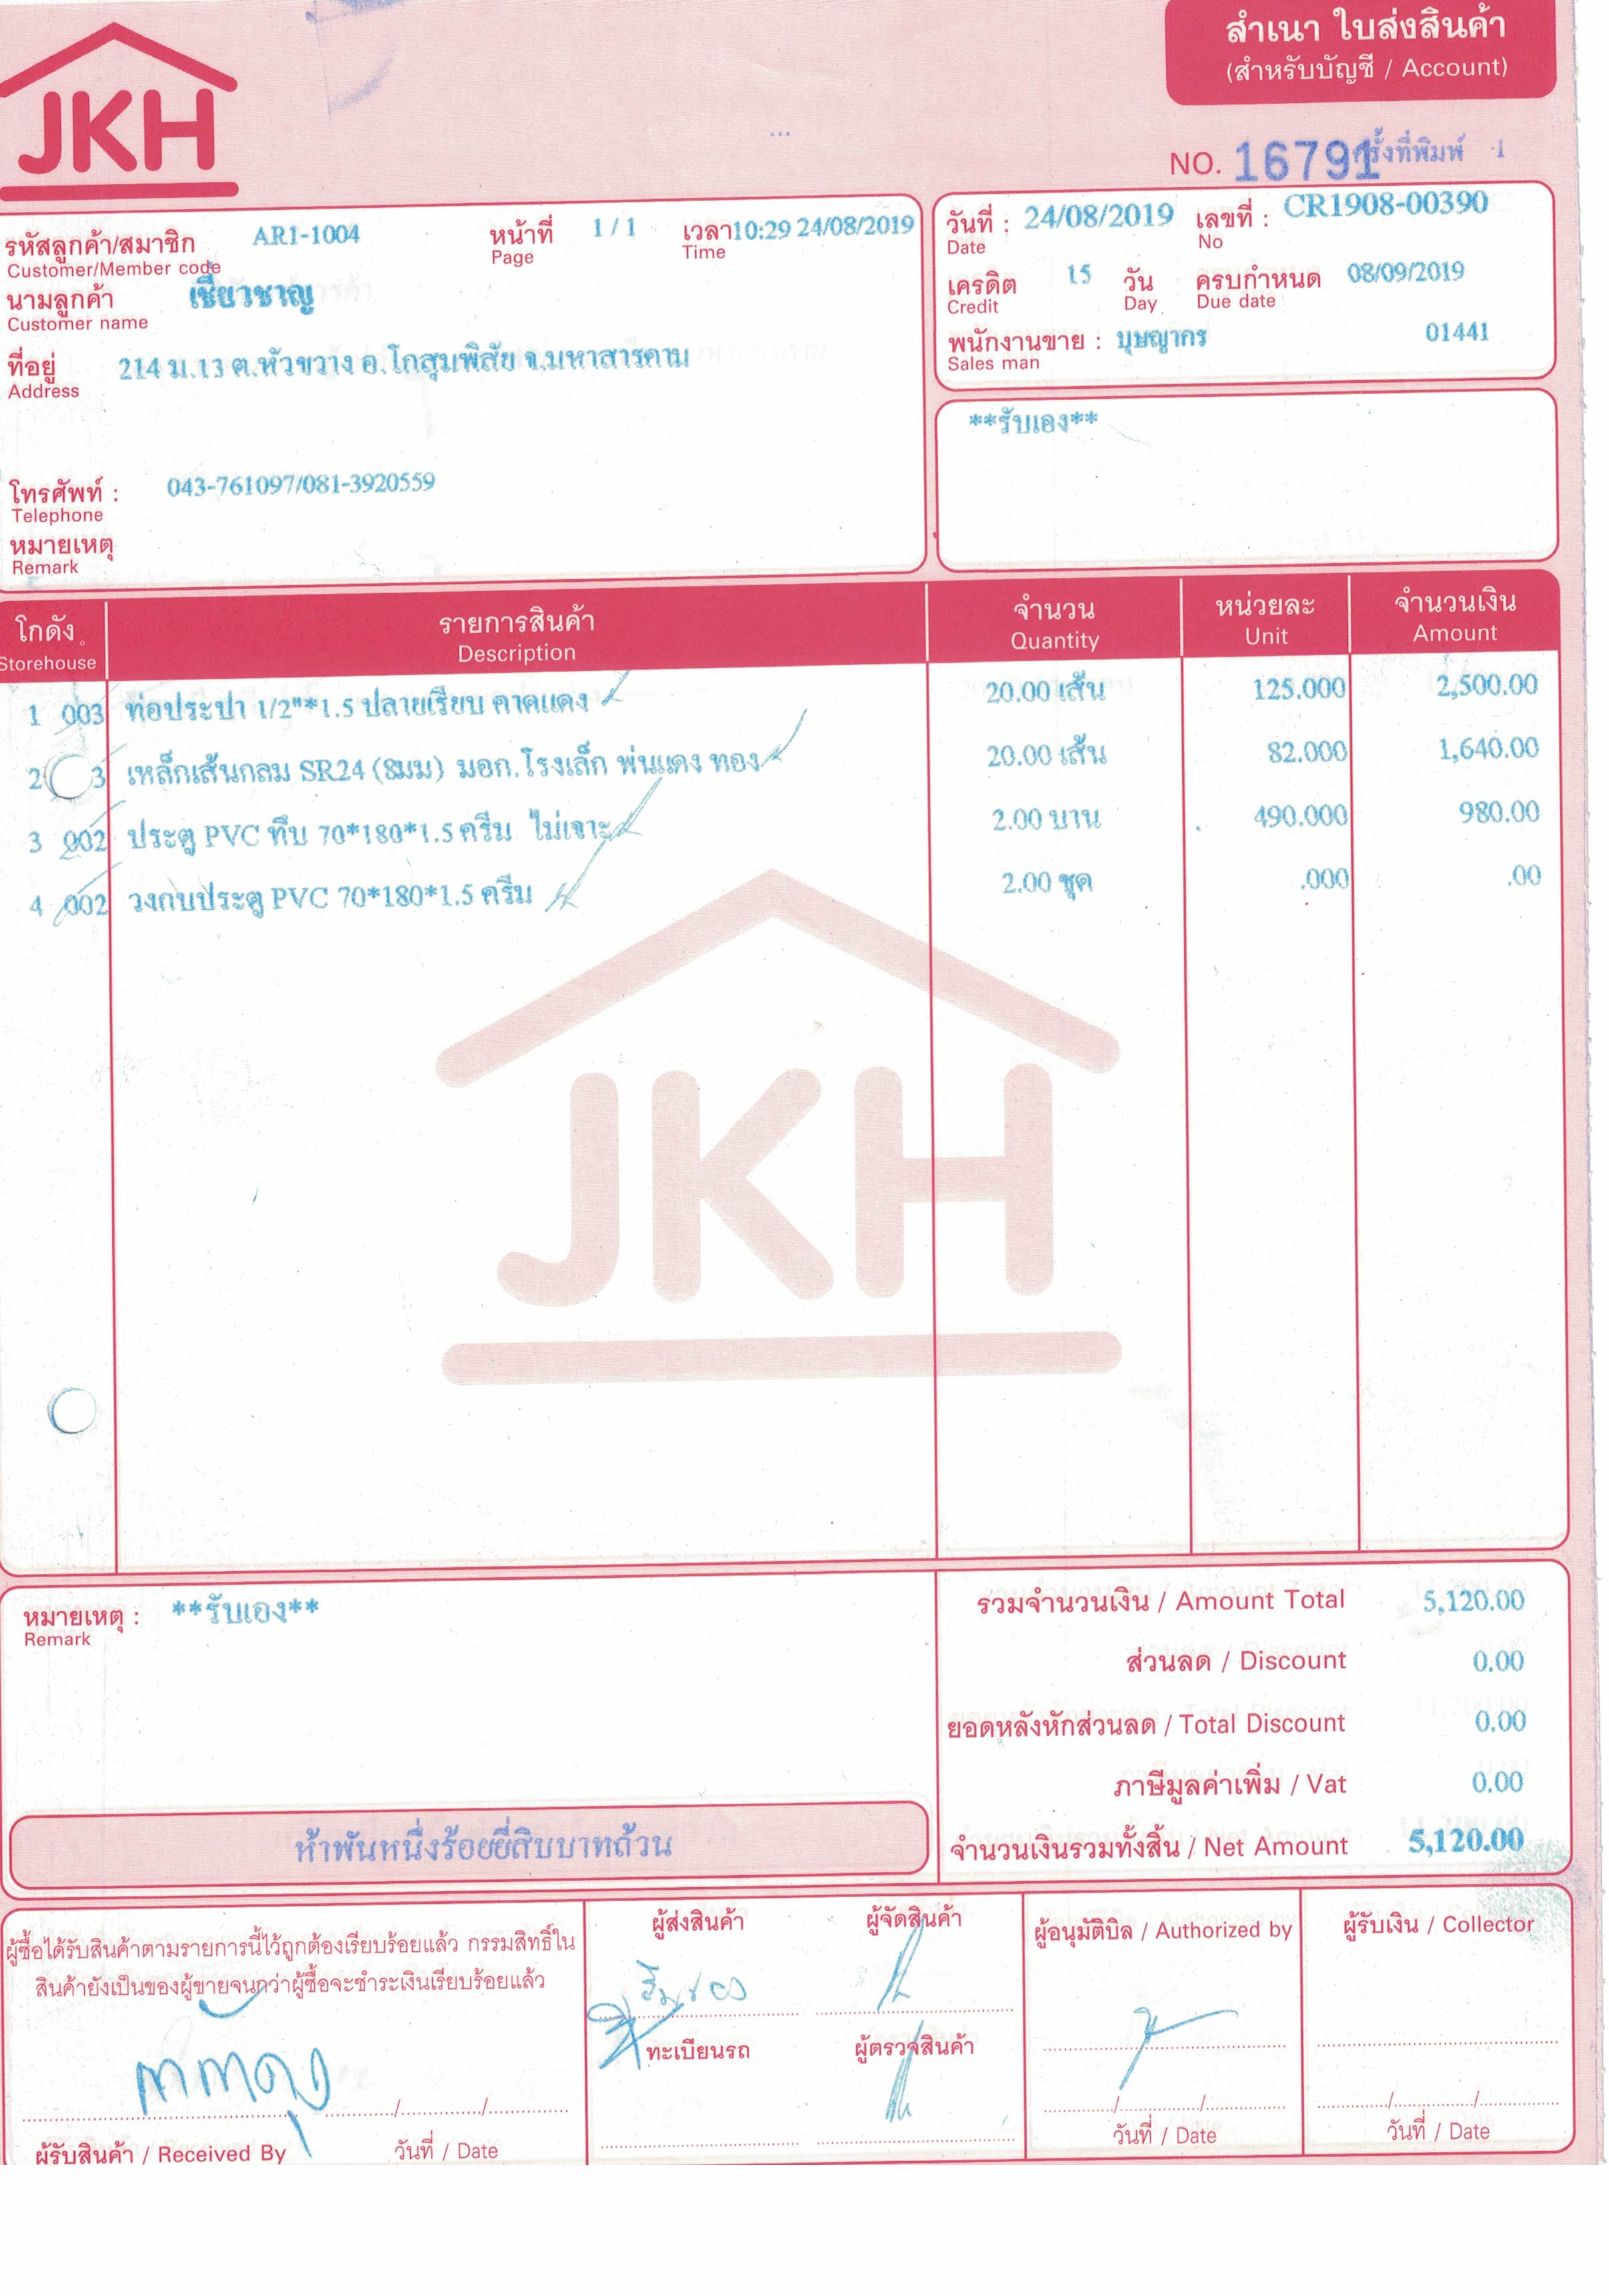 JKH
สำเนา ใบส่งสินค้า
(สำหรับบัญชี / Account)
NO. 16791 ครั้งที่พิมพ์ 1
รหัสลูกค้า/สมาชิก AR1-1004 หน้าที่ 1 / 1 เวลา 10:29 24/08/2019
Customer/Member code Page Time
นามลูกค้า เชี่ยวชาญ
Customer name
ที่อยู่ 214 ม.13 ต.หัวขวาง อ.โกสุมพิสัย จ.มหาสารคาม
Address
โทรศัพท์ : 043-761097/081-3920559
Telephone
หมายเหตุ
Remark
วันที่ : 24/08/2019 เลขที่ : CR1908-00390
Date No
เครดิต 15 วัน ครบกำหนด 08/09/2019
Credit Day Due date
พนักงานขาย : บุษญากร 01441
Sales man
**รับเอง**
โกดัง รายการสินค้า จำนวน หน่วยละ จำนวนเงิน
Storehouse Description Quantity Unit Amount
1 003 ท่อประปา 1/2"*1.5 ปลายเรียบ คาดแดง 20.00 เส้น 125.000 2,500.00
2 3 เหล็กเส้นกลม SR24 (8มม) มอก.โรงเล็ก พ่นแดง ทอง 20.00 เส้น 82.000 1,640.00
3 002 ประตู PVC ทึบ 70*180*1.5 ครีม ไม่เจาะ 2.00 บาน 490.000 980.00
4 002 วงกบประตู PVC 70*180*1.5 ครีม 2.00 ชุด .000 .00
JKH
หมายเหตุ : **รับเอง**
Remark
รวมจำนวนเงิน / Amount Total 5,120.00
ส่วนลด / Discount 0.00
ยอดหลังหักส่วนลด / Total Discount 0.00
ภาษีมูลค่าเพิ่ม / Vat 0.00
ห้าพันหนึ่งร้อยยี่สิบบาทถ้วน
จำนวนเงินรวมทั้งสิ้น / Net Amount 5,120.00
ผู้ซื้อได้รับสินค้าตามรายการนี้ไว้ถูกต้องเรียบร้อยแล้ว กรรมสิทธิ์ใน
สินค้ายังเป็นของผู้ขายจนกว่าผู้ซื้อจะชำระเงินเรียบร้อยแล้ว
ผู้รับสินค้า / Received By วันที่ / Date
ผู้ส่งสินค้า ผู้จัดสินค้า
ทะเบียนรถ ผู้ตรวจสินค้า
ผู้อนุมัติบิล / Authorized by
วันที่ / Date
ผู้รับเงิน / Collector
วันที่ / Date